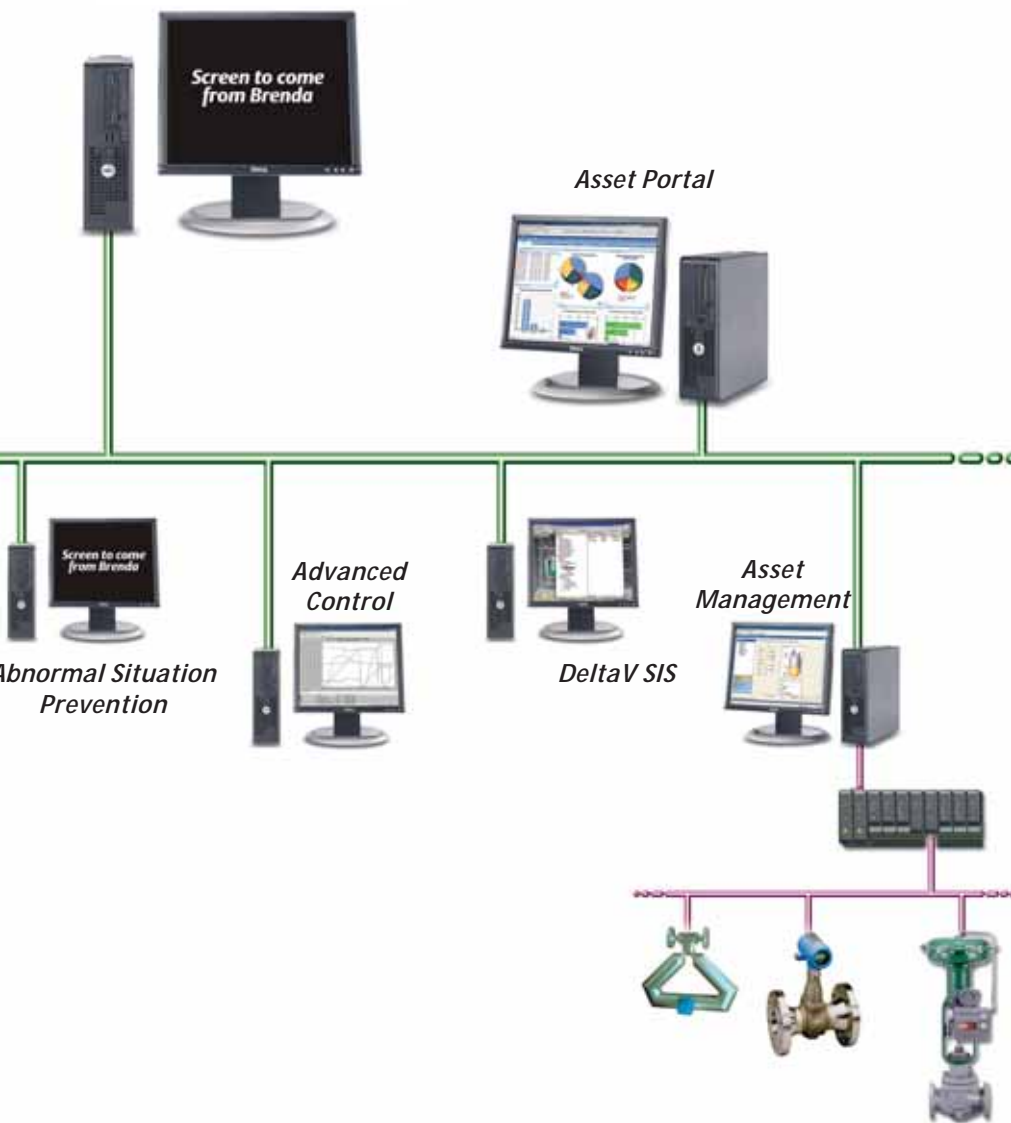 Screen to come
from Brenda
Asset Portal
Screen to come
from Brenda
Advanced
Control
Asset
Management
Abnormal Situation
Prevention
DeltaV SIS